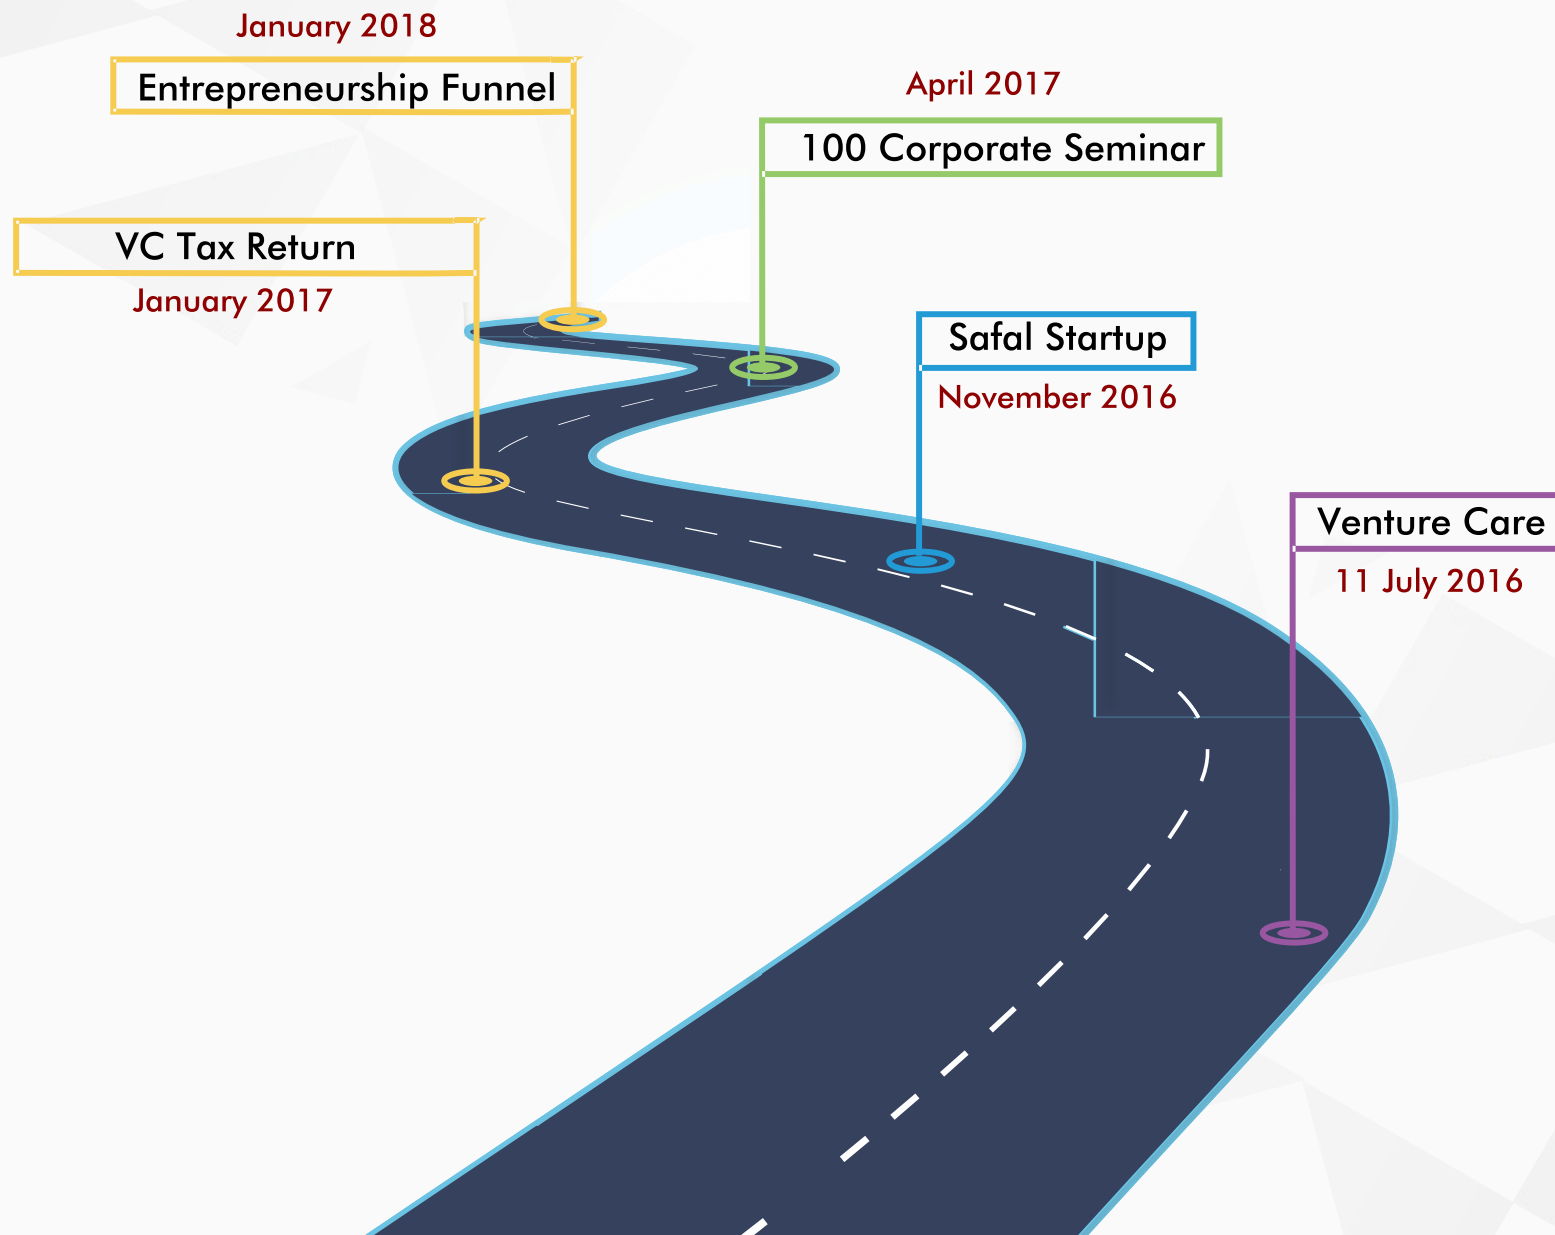 January 2018
Entrepreneurship Funnel
April 2017
100 Corporate Seminar
VC Tax Return
January 2017
Safal Startup
November 2016
Venture Care
11 July 2016